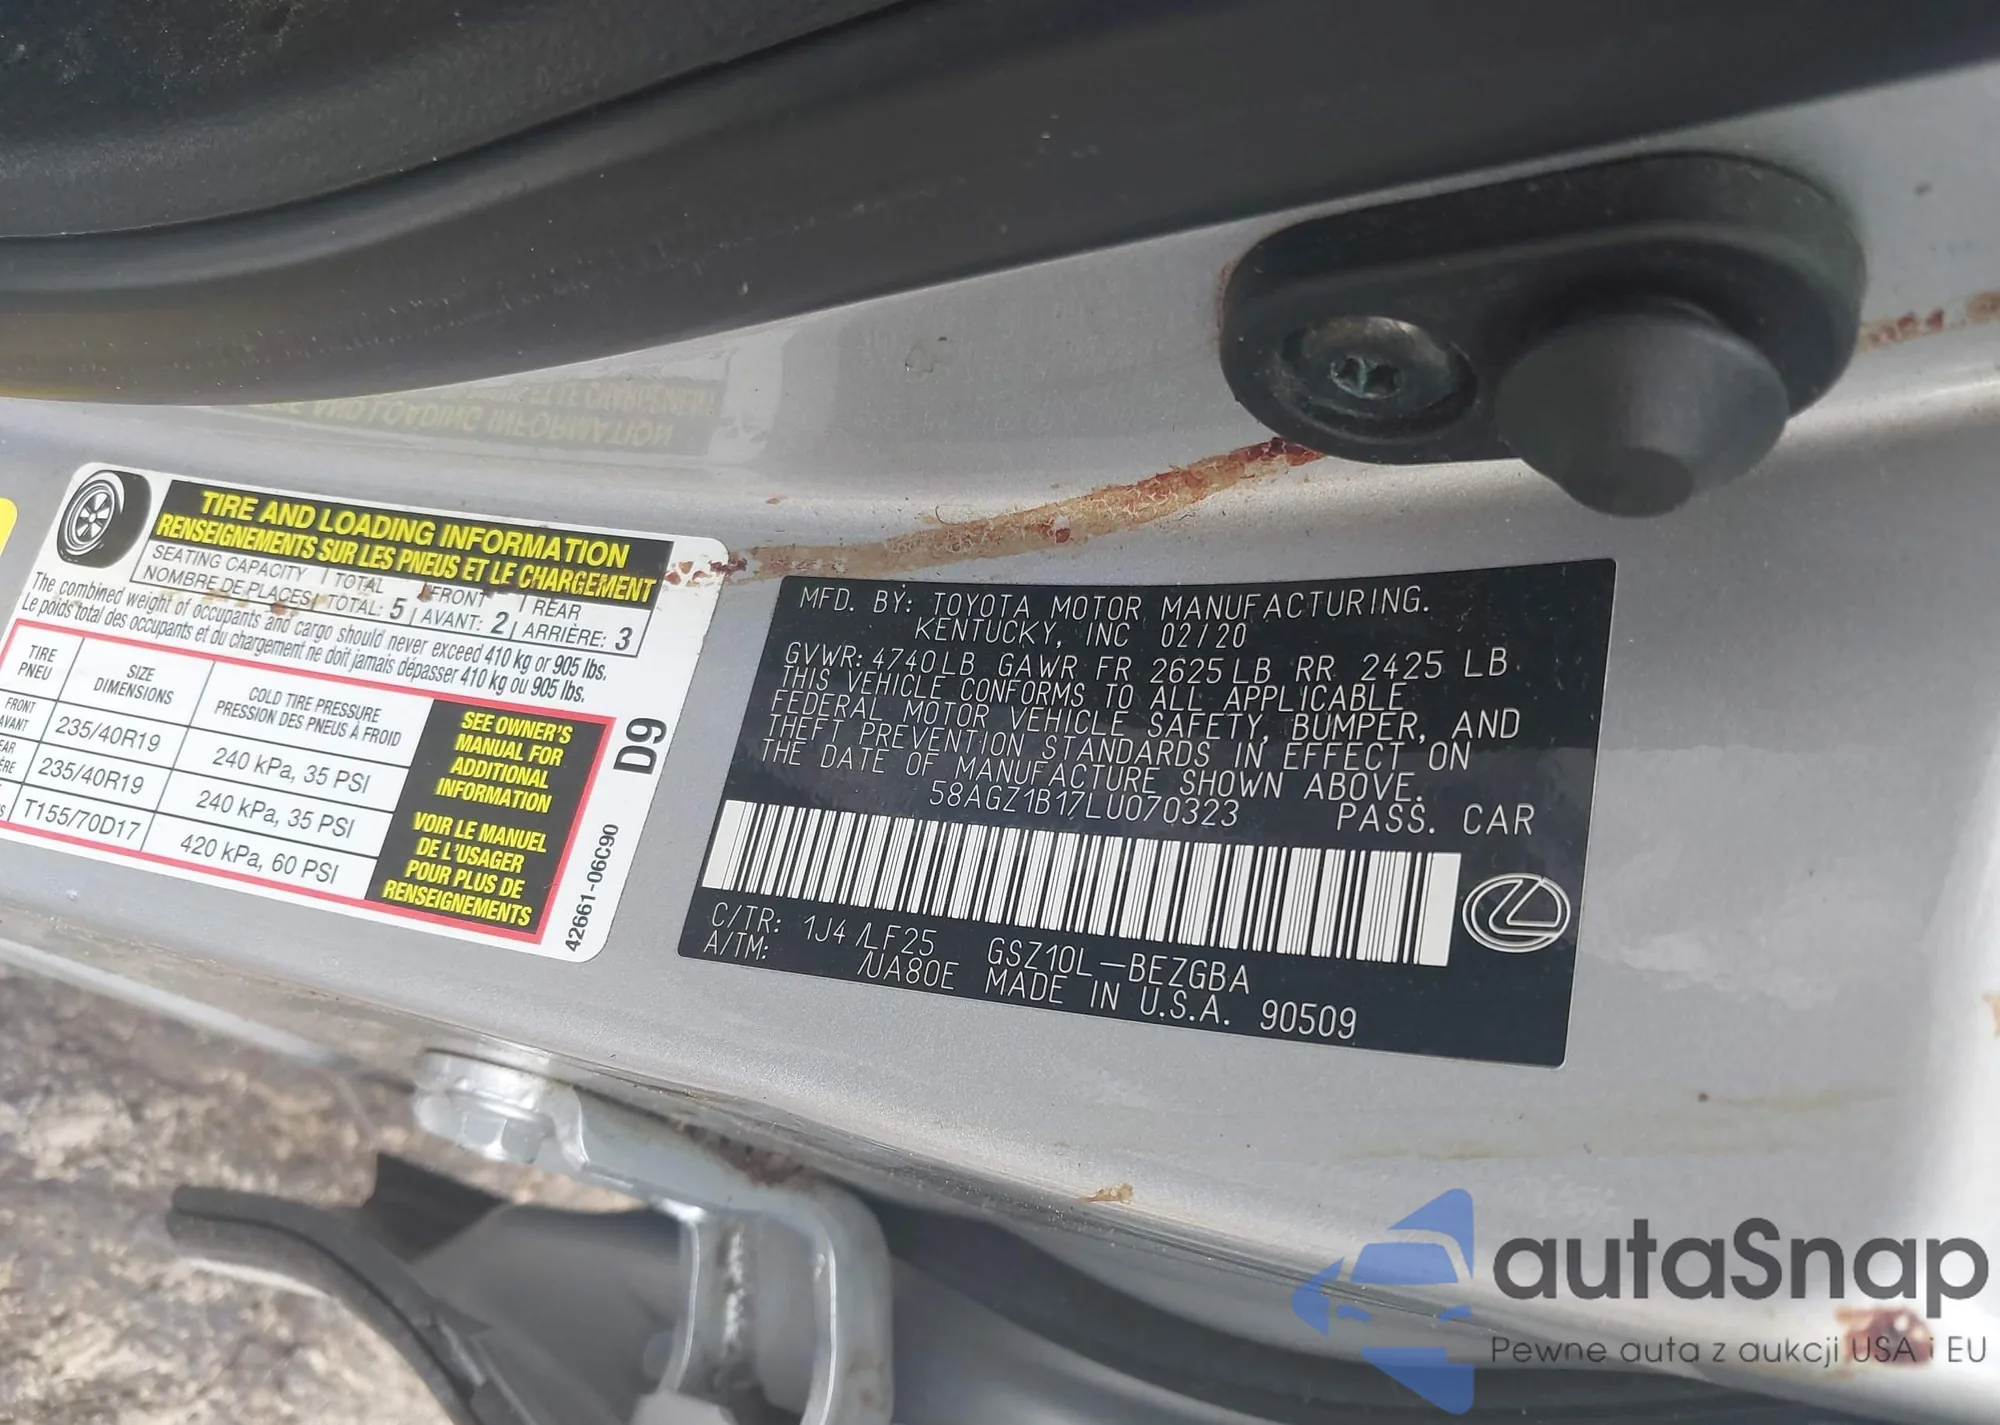 TIRE AND LOADING INFORMATION
RENSEIGNEMENTS SUR LES PNEUS ET LE CHARGEMENT
SEATING CAPACITY TOTAL FRONT REAR
NOMBRE DE PLACES TOTAL: 5 AVANT: 2 ARRIÈRE: 3
The combined weight of occupants and cargo should never exceed 410 kg or 905 lbs.
Le poids total des occupants et du chargement ne doit jamais dépasser 410 kg ou 905 lbs.
TIRE
PNEU
SIZE
DIMENSIONS
COLD TIRE PRESSURE
PRESSION DES PNEUS À FROID
FRONT
AVANT
235/40R19
240 kPa, 35 PSI
235/40R19
240 kPa, 35 PSI
T155/70D17
420 kPa, 60 PSI
SEE OWNER'S
MANUAL FOR
ADDITIONAL
INFORMATION
VOIR LE MANUEL
DE L'USAGER
POUR PLUS DE
RENSEIGNEMENTS
D9
42661-06C90
MFD. BY: TOYOTA MOTOR MANUFACTURING.
KENTUCKY, INC 02/20
GVWR: 4740LB GAWR FR 2625LB RR 2425 LB
THIS VEHICLE CONFORMS TO ALL APPLICABLE
FEDERAL MOTOR VEHICLE SAFETY, BUMPER, AND
THEFT PREVENTION STANDARDS IN EFFECT ON
THE DATE OF MANUFACTURE SHOWN ABOVE.
58AGZ1B17LU070323 PASS. CAR
C/TR: 1J4 /LF25 GSZ10L-BEZGBA
A/TM: /UA80E MADE IN U.S.A. 90509
autaSnap
Pewne auta z aukcji USA i EU